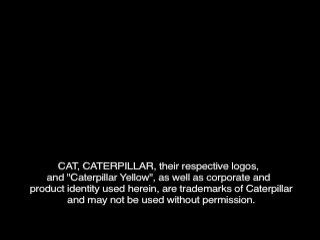 CAT, CATERPILLAR, their respective logos,
and "Caterpillar Yellow", as well as corporate and
product identity used herein, are trademarks of Caterpillar
and may not be used without permission.